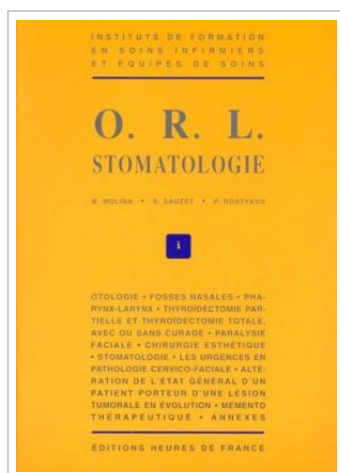 INSTITUTS DE FORMATION
EN SOINS INFIRMIERS
ET ÉQUIPES DE SOINS
O. R. L.
STOMATOLOGIE
B. MOLINA • S. SAUZET • P. ROSTYKUS
i
OTOLOGIE • FOSSES NASALES • PHA-
RYNX-LARYNX • THYROÏDECTOMIE PAR-
TIELLE ET THYROÏDECTOMIE TOTALE,
AVEC OU SANS CURAGE • PARALYSIE
FACIALE • CHIRURGIE ESTHÉTIQUE
• STOMATOLOGIE • LES URGENCES EN
PATHOLOGIE CERVICO-FACIALE • ALTÉ-
RATION DE L'ÉTAT GÉNÉRAL D'UN
PATIENT PORTEUR D'UNE LÉSION
TUMORALE EN ÉVOLUTION • MÉMENTO
THÉRAPEUTIQUE • ANNEXES
ÉDITIONS HEURES DE FRANCE